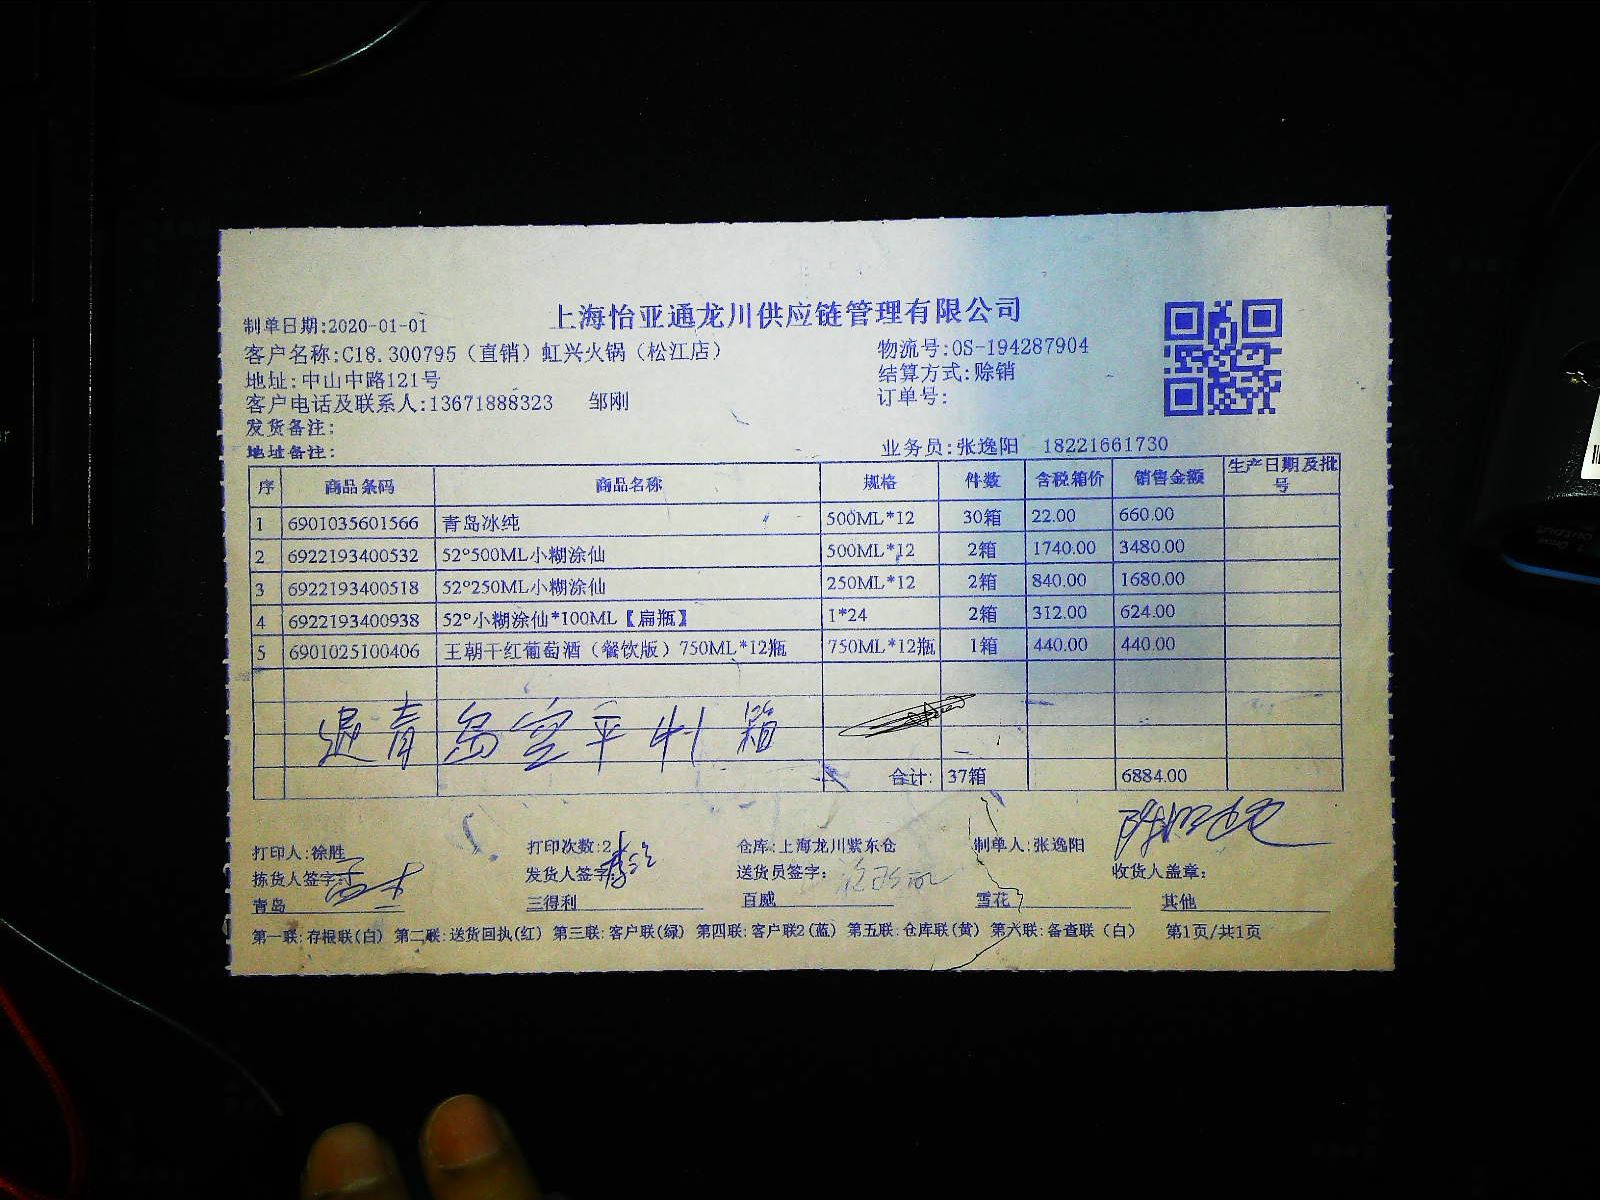 上海怡亚通龙川供应链管理有限公司
制单日期:2020-01-01
客户名称:C18.300795（直销）虹兴火锅（松江店） 物流号:OS-194287904
地址:中山中路121号 结算方式:赊销
客户电话及联系人:13671888323 邹刚 订单号:
发货备注:
地址备注: 业务员:张逸阳 18221661730
序 商品条码 商品名称 规格 件数 含税箱价 销售金额 生产日期及批号
1 6901035601566 青岛冰纯 500ML*12 30箱 22.00 660.00
2 6922193400532 52°500ML小糊涂仙 500ML*12 2箱 1740.00 3480.00
3 6922193400518 52°250ML小糊涂仙 250ML*12 2箱 840.00 1680.00
4 6922193400938 52°小糊涂仙*100ML【扁瓶】 1*24 2箱 312.00 624.00
5 6901025100406 王朝干红葡萄酒（餐饮版）750ML*12瓶 750ML*12瓶 1箱 440.00 440.00
退青岛空平 箱
合计: 37箱 6884.00
打印人:徐胜 打印次数:2 仓库:上海龙川紫东仓 制单人:张逸阳
拣货人签字: 发货人签字: 送货员签字: 收货人盖章:
青岛 三得利 百威 雪花 其他
第一联:存根联(白) 第二联:送货回执(红) 第三联:客户联(绿) 第四联:客户联2(蓝) 第五联:仓库联(黄) 第六联:备查联（白） 第1页/共1页